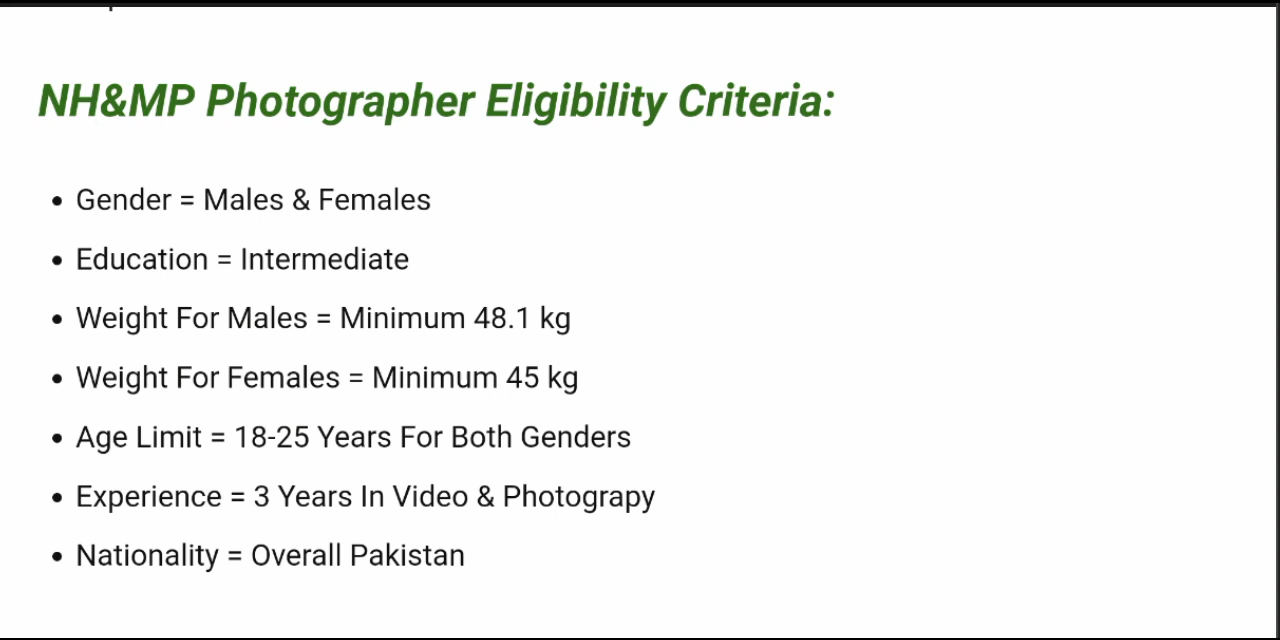 NH&MP Photographer Eligibility Criteria:
• Gender = Males & Females
• Education = Intermediate
• Weight For Males = Minimum 48.1 kg
• Weight For Females = Minimum 45 kg
• Age Limit = 18-25 Years For Both Genders
• Experience = 3 Years In Video & Photograpy
• Nationality = Overall Pakistan